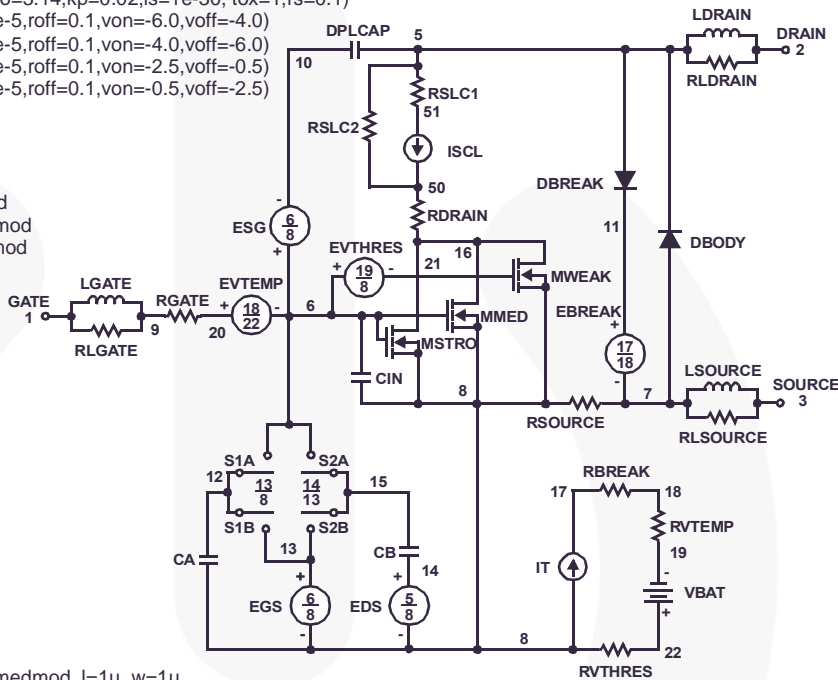 o=3.14,kp=0.02,is=1e-30, tox=1,rs=0.1)
e-5,roff=0.1,von=-6.0,voff=-4.0)
e-5,roff=0.1,von=-4.0,voff=-6.0)
e-5,roff=0.1,von=-2.5,voff=-0.5)
e-5,roff=0.1,von=-0.5,voff=-2.5)
d
mod
mod
LDRAIN
DPLCAP
5
DRAIN
2
10
RLDRAIN
RSLC1
51
RSLC2
ISCL
50
DBREAK
RDRAIN
ESG
6
8
11
DBODY
EVTHRES
16
21
19
8
MWEAK
LGATE
EVTEMP
GATE
1
RGATE
18
22
6
EBREAK
MMED
9
20
RLGATE
MSTRO
17
18
CIN
LSOURCE
8
7
SOURCE
3
RSOURCE
RLSOURCE
S1A
S2A
12
13
8
14
13
15
RBREAK
17
18
S1B
S2B
RVTEMP
13
CB
19
CA
14
IT
VBAT
EGS
6
8
EDS
5
8
8
22
RVTHRES
medmod l=1u w=1u